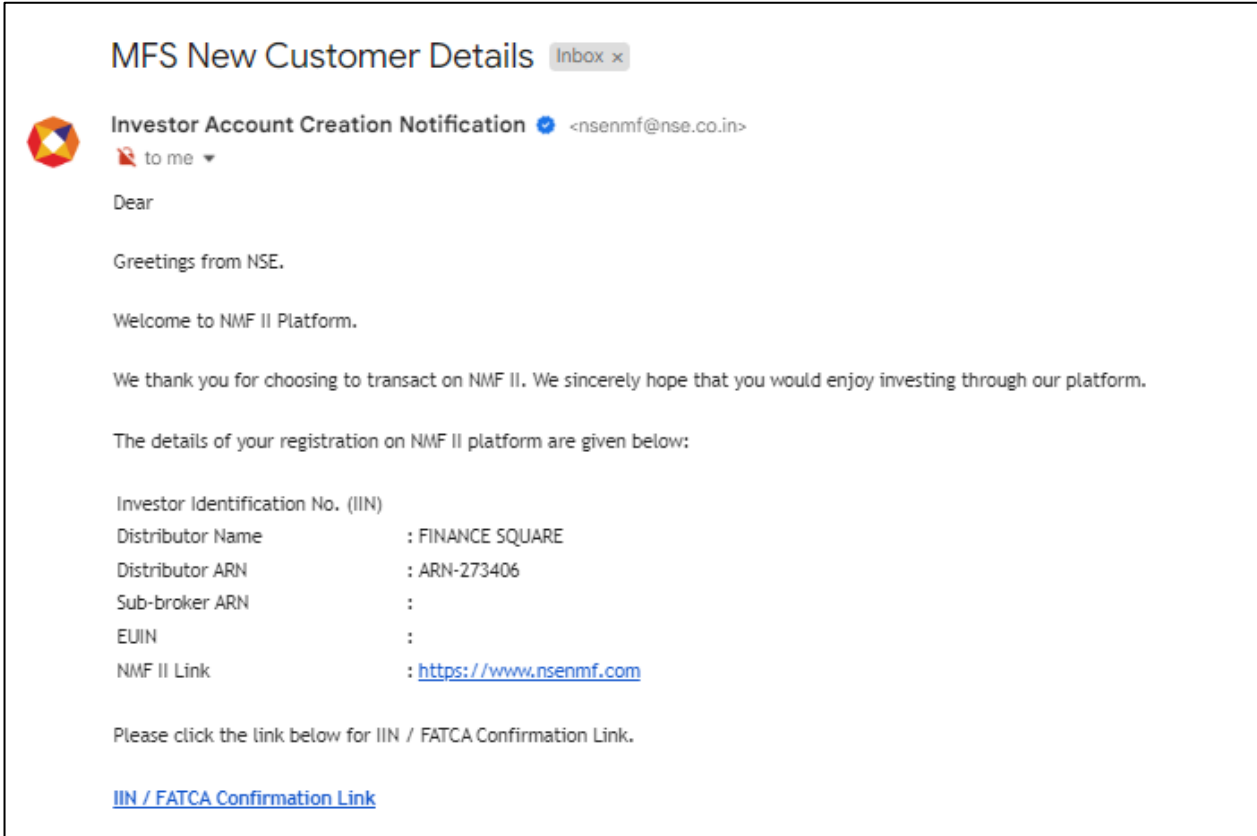 MFS New Customer Details Inbox x
Investor Account Creation Notification <nsenmf@nse.co.in>
to me
Dear
Greetings from NSE.
Welcome to NMF II Platform.
We thank you for choosing to transact on NMF II. We sincerely hope that you would enjoy investing through our platform.
The details of your registration on NMF II platform are given below:
Investor Identification No. (IIN)
Distributor Name : FINANCE SQUARE
Distributor ARN : ARN-273406
Sub-broker ARN :
EUIN :
NMF II Link : https://www.nsenmf.com
Please click the link below for IIN / FATCA Confirmation Link.
IIN / FATCA Confirmation Link